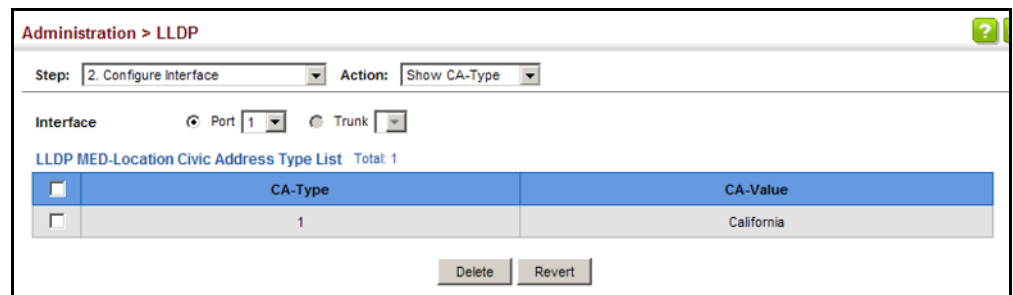 Administration > LLDP ?
Step: 2. Configure Interface Action: Show CA-Type
Interface Port 1 Trunk
LLDP MED-Location Civic Address Type List Total: 1
CA-Type CA-Value
1 California
Delete Revert